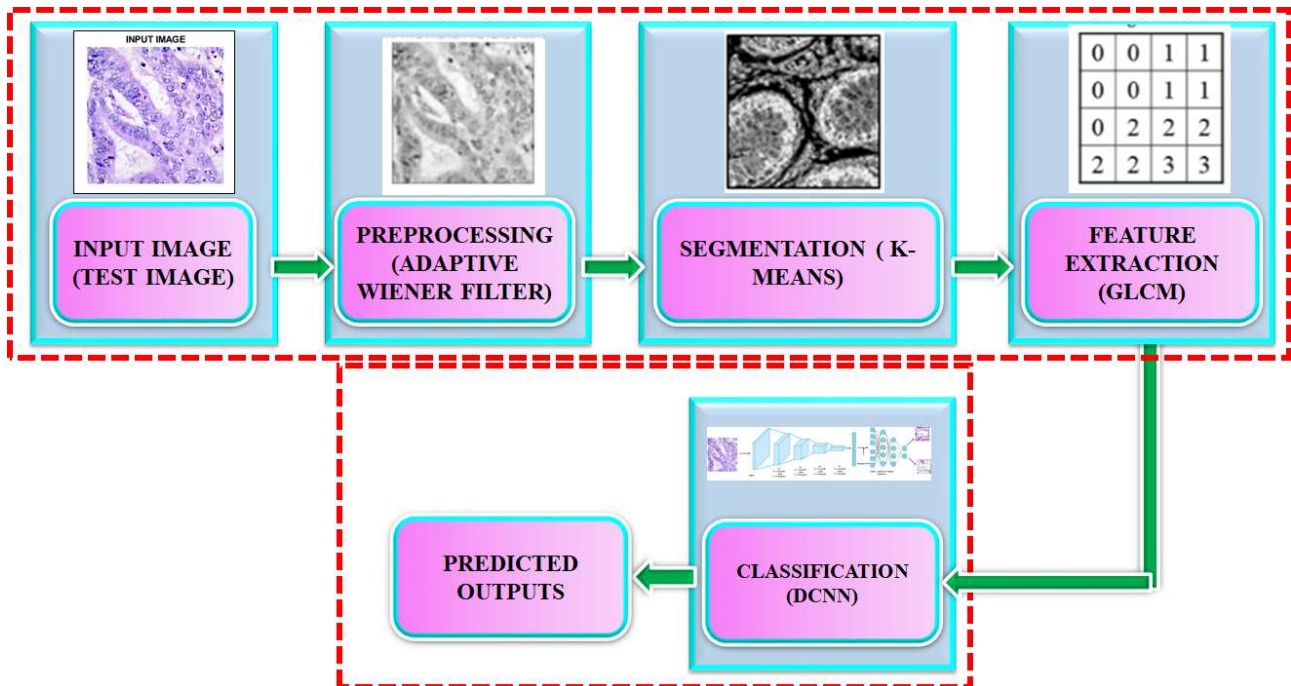 INPUT IMAGE
0 0 1 1
0 0 1 1
0 2 2 2
2 2 3 3
INPUT IMAGE
(TEST IMAGE)
PREPROCESSING
(ADAPTIVE
WIENER FILTER)
SEGMENTATION ( K-
MEANS)
FEATURE
EXTRACTION
(GLCM)
PREDICTED
OUTPUTS
CLASSIFICATION
(DCNN)